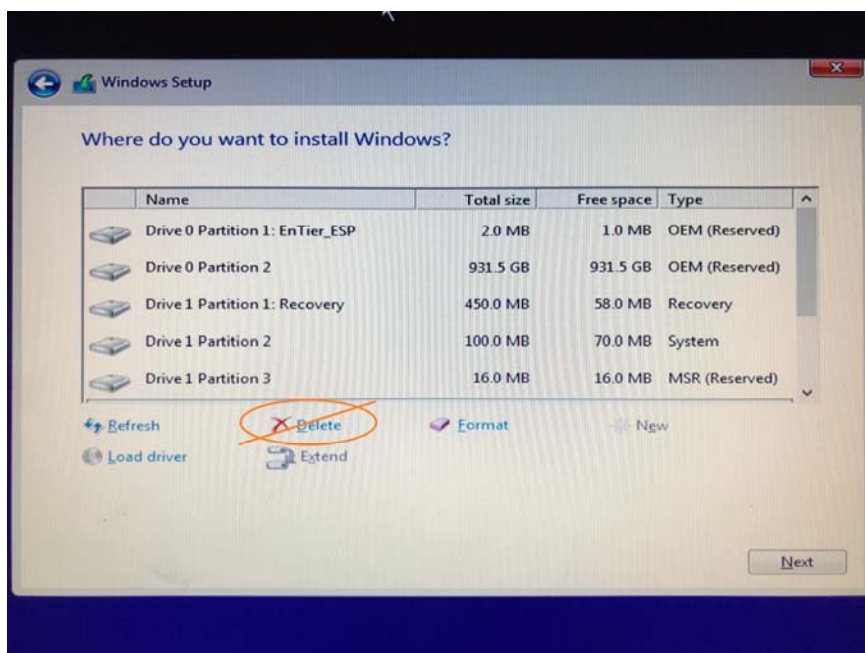 Windows Setup
Where do you want to install Windows?
Name Total size Free space Type
Drive 0 Partition 1: EnTier_ESP 2.0 MB 1.0 MB OEM (Reserved)
Drive 0 Partition 2 931.5 GB 931.5 GB OEM (Reserved)
Drive 1 Partition 1: Recovery 450.0 MB 58.0 MB Recovery
Drive 1 Partition 2 100.0 MB 70.0 MB System
Drive 1 Partition 3 16.0 MB 16.0 MB MSR (Reserved)
Refresh Delete Format New
Load driver Extend
Next